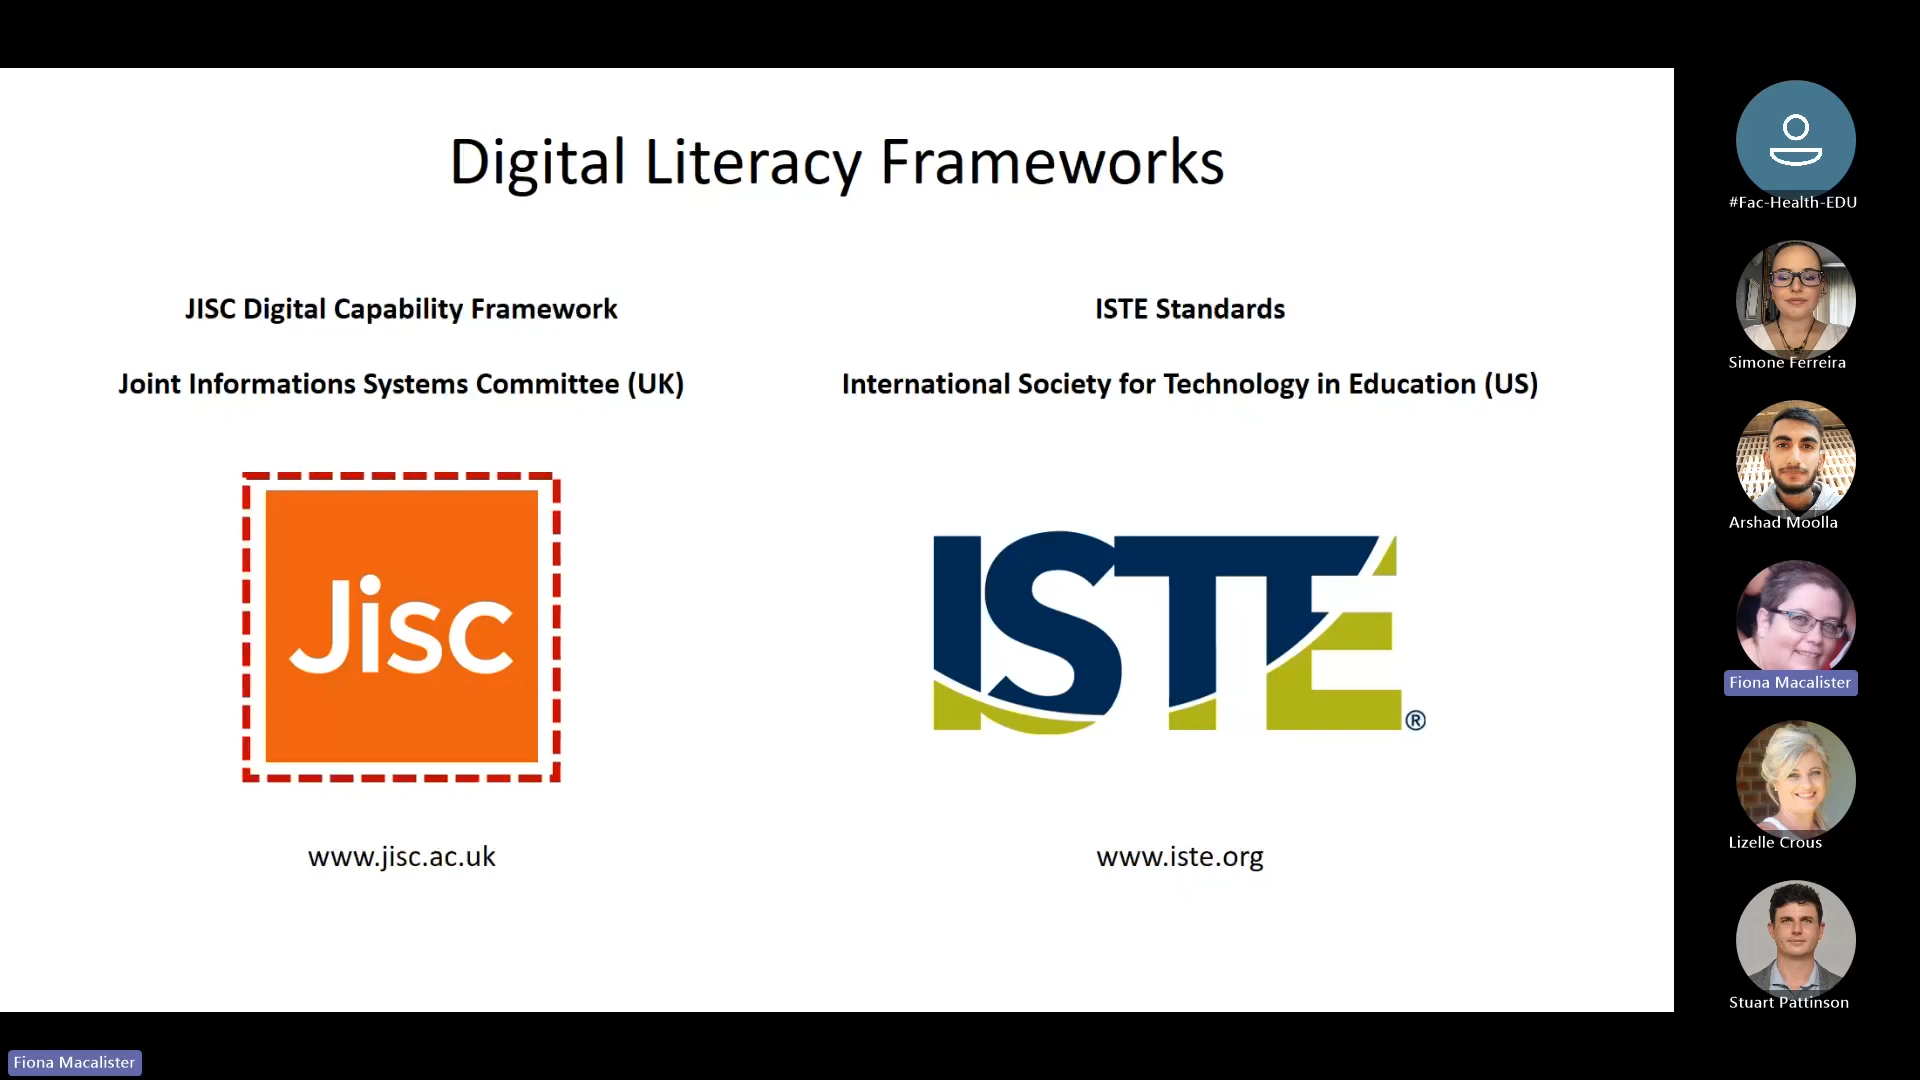 Digital Literacy Frameworks
JISC Digital Capability Framework
Joint Informations Systems Committee (UK)
Jisc
www.jisc.ac.uk
ISTE Standards
International Society for Technology in Education (US)
ISTE®
www.iste.org
#Fac-Health-EDU
Simone Ferreira
Arshad Moolla
Fiona Macalister
Lizelle Crous
Stuart Pattinson
Fiona Macalister